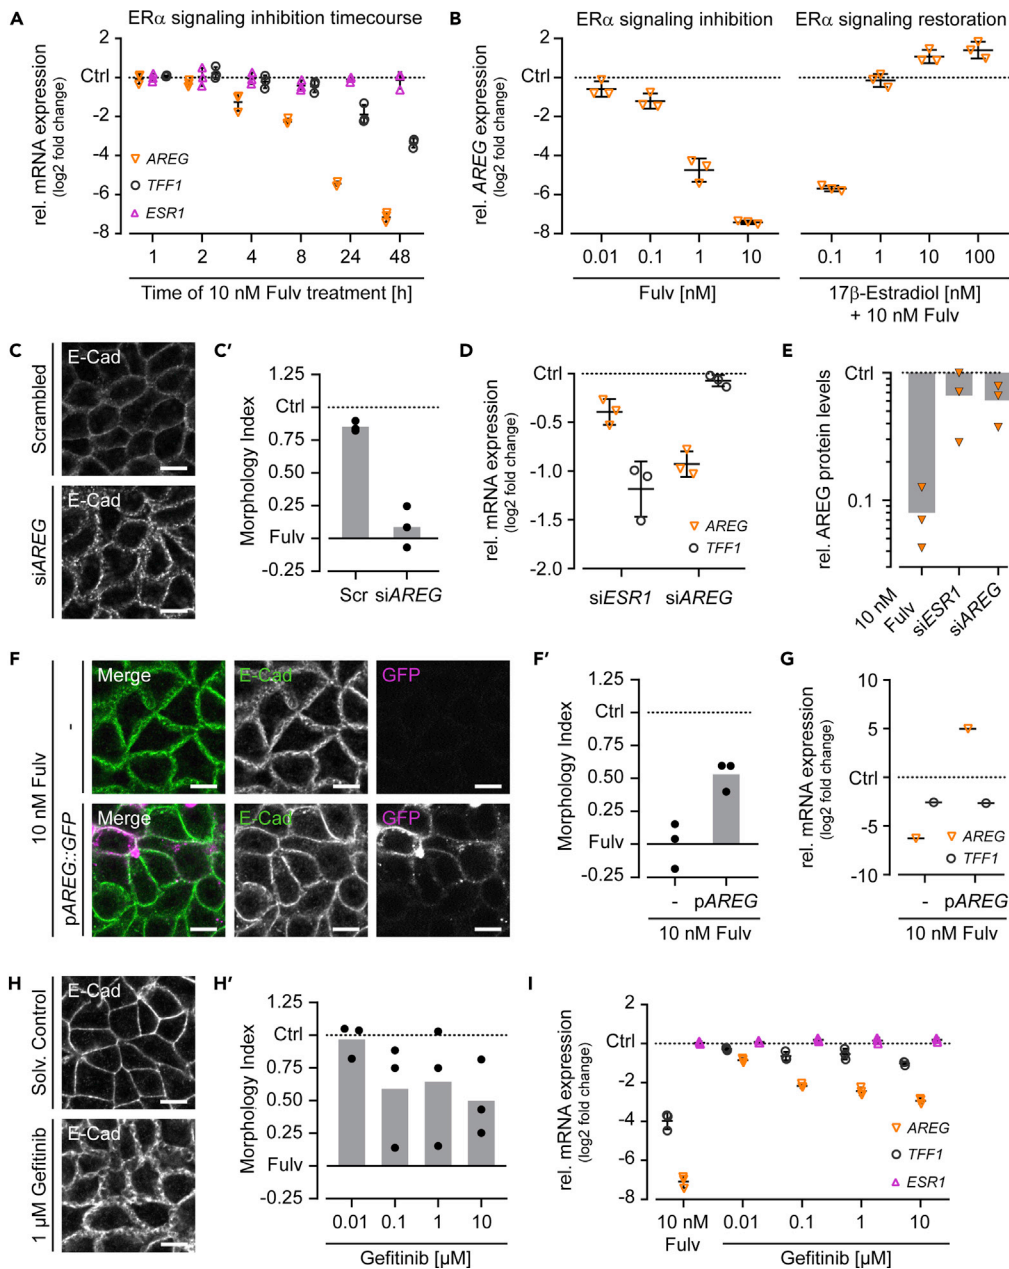 A
ERα signaling inhibition timecourse
rel. mRNA expression
(log2 fold change)
2
Ctrl
-2
-4
-6
-8
AREG
TFF1
ESR1
1 2 4 8 24 48
Time of 10 nM Fulv treatment [h]
B
ERα signaling inhibition
ERα signaling restoration
rel. AREG expression
(log2 fold change)
2
Ctrl
-2
-4
-6
-8
0.01 0.1 1 10
Fulv [nM]
0.1 1 10 100
17β-Estradiol [nM]
+ 10 nM Fulv
C
Scrambled
E-Cad
siAREG
E-Cad
C′
Morphology Index
1.25
Ctrl
0.75
0.50
0.25
Fulv
-0.25
Scr siAREG
D
rel. mRNA expression
(log2 fold change)
Ctrl
-0.5
-1.0
-1.5
-2.0
AREG
TFF1
siESR1 siAREG
E
rel. AREG protein levels
Ctrl
0.1
10 nM
Fulv
siESR1
siAREG
F
10 nM Fulv
-
Merge
E-Cad
GFP
pAREG::GFP
Merge
E-Cad
GFP
F′
Morphology Index
1.25
Ctrl
0.75
0.50
0.25
Fulv
-0.25
- pAREG
10 nM Fulv
G
rel. mRNA expression
(log2 fold change)
10
5
Ctrl
-5
-10
AREG
TFF1
- pAREG
10 nM Fulv
H
Solv. Control
E-Cad
1 µM Gefitinib
E-Cad
H′
Morphology Index
1.25
Ctrl
0.75
0.50
0.25
Fulv
-0.25
0.01 0.1 1 10
Gefitinib [µM]
I
rel. mRNA expression
(log2 fold change)
2
Ctrl
-2
-4
-6
-8
AREG
TFF1
ESR1
10 nM
Fulv
0.01 0.1 1 10
Gefitinib [µM]